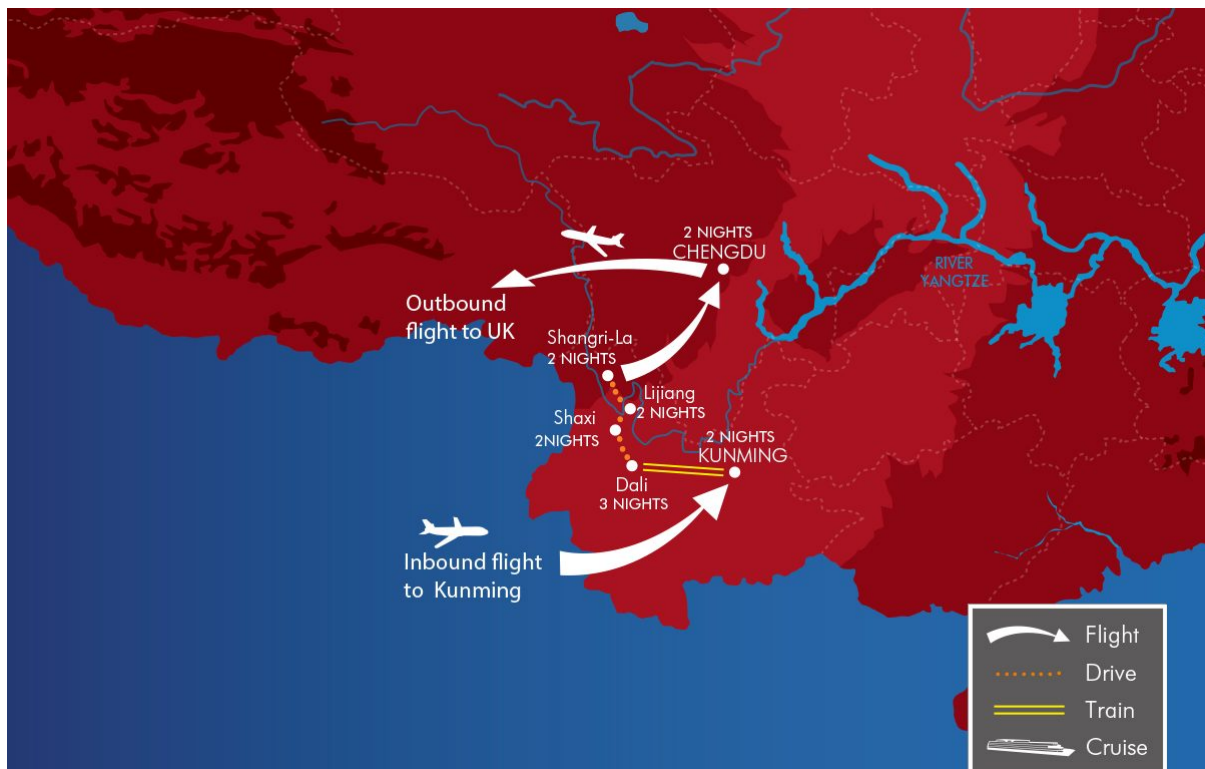 2 NIGHTS
CHENGDU
RIVER
YANGTZE
Outbound
flight to UK
Shangri-La
2 NIGHTS
Lijiang
2 NIGHTS
Shaxi
2NIGHTS
2 NIGHTS
KUNMING
Dali
3 NIGHTS
Inbound flight
to Kunming
Flight
Drive
Train
Cruise